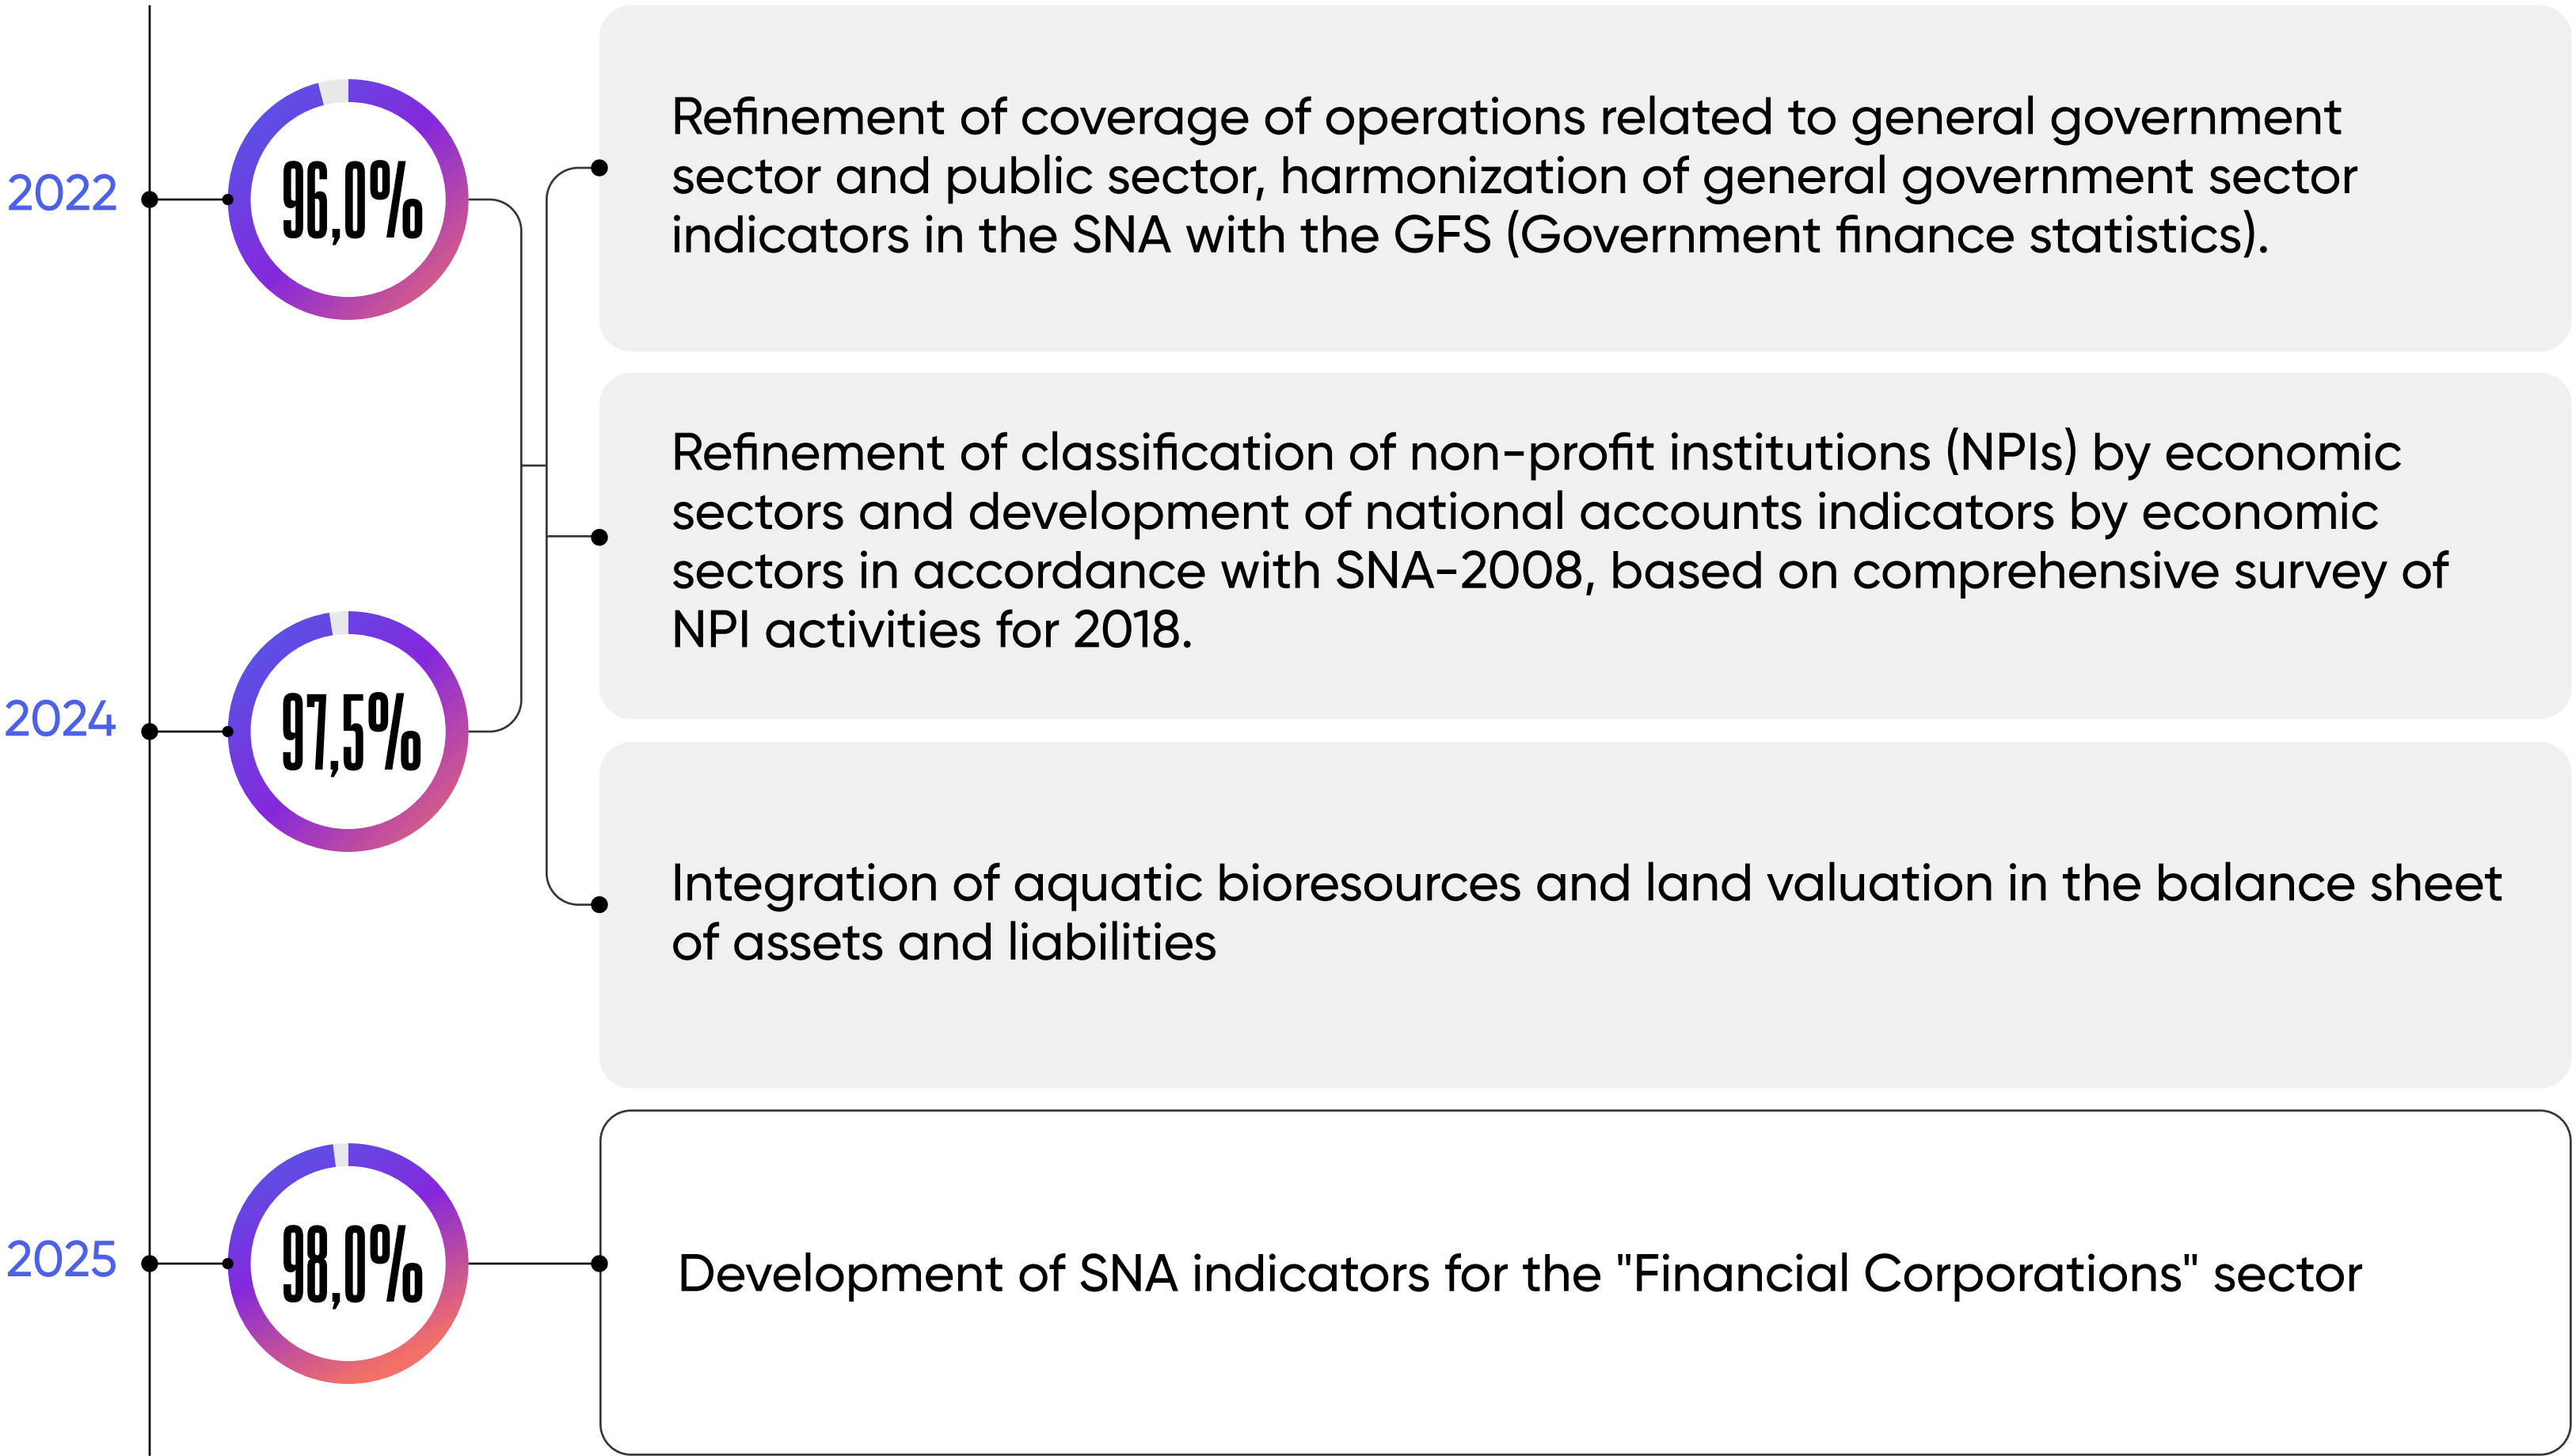 2022
96,0%
Refinement of coverage of operations related to general government
sector and public sector, harmonization of general government sector
indicators in the SNA with the GFS (Government finance statistics).
Refinement of classification of non-profit institutions (NPIs) by economic
sectors and development of national accounts indicators by economic
sectors in accordance with SNA-2008, based on comprehensive survey of
NPI activities for 2018.
2024
97,5%
Integration of aquatic bioresources and land valuation in the balance sheet
of assets and liabilities
2025
98,0%
Development of SNA indicators for the "Financial Corporations" sector